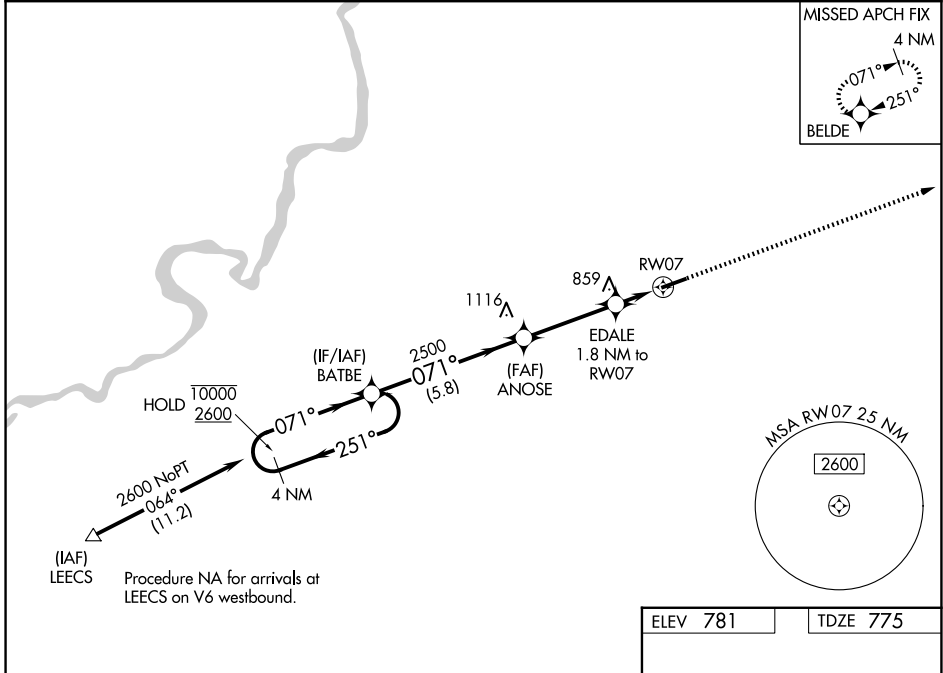 MISSED APCH FIX
4 NM
071°
251°
BELDE
RW07
859
1116
EDALE
1.8 NM to
RW07
(IF/IAF)
BATBE
2500
071°
(5.8)
(FAF)
ANOSE
HOLD
10000
2600
071°
251°
4 NM
2600 NoPT
064°
(11.2)
(IAF)
LEECS
Procedure NA for arrivals at
LEECS on V6 westbound.
MSA RW07 25 NM
2600
ELEV 781
TDZE 775